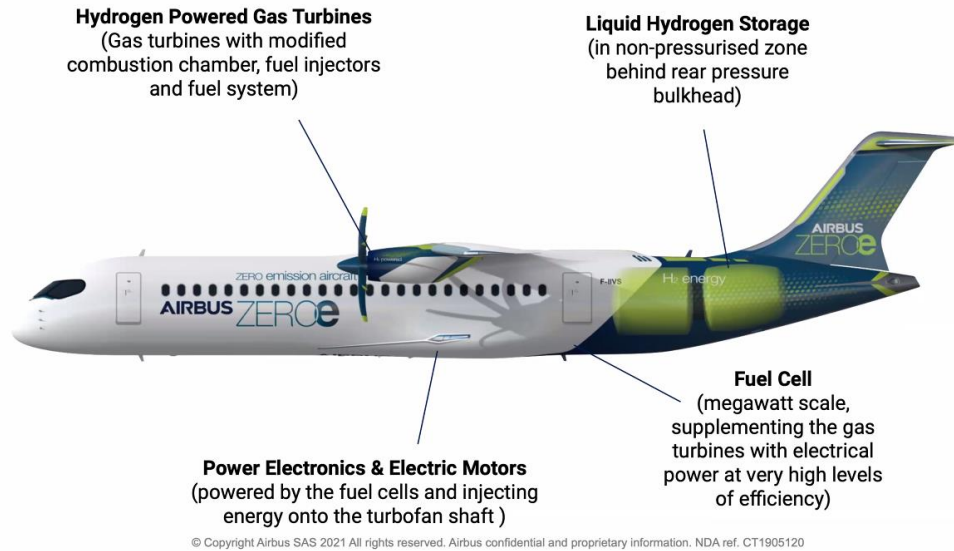 Hydrogen Powered Gas Turbines
(Gas turbines with modified
combustion chamber, fuel injectors
and fuel system)
Liquid Hydrogen Storage
(in non-pressurised zone
behind rear pressure
bulkhead)
AIRBUS
ZEROe
H₂ powered
ZERO emission aircraft
F-IIVS
H₂ energy
AIRBUS ZEROe
Fuel Cell
(megawatt scale,
supplementing the gas
turbines with electrical
power at very high levels
of efficiency)
Power Electronics & Electric Motors
(powered by the fuel cells and injecting
energy onto the turbofan shaft )
© Copyright Airbus SAS 2021 All rights reserved. Airbus confidential and proprietary information. NDA ref. CT1905120